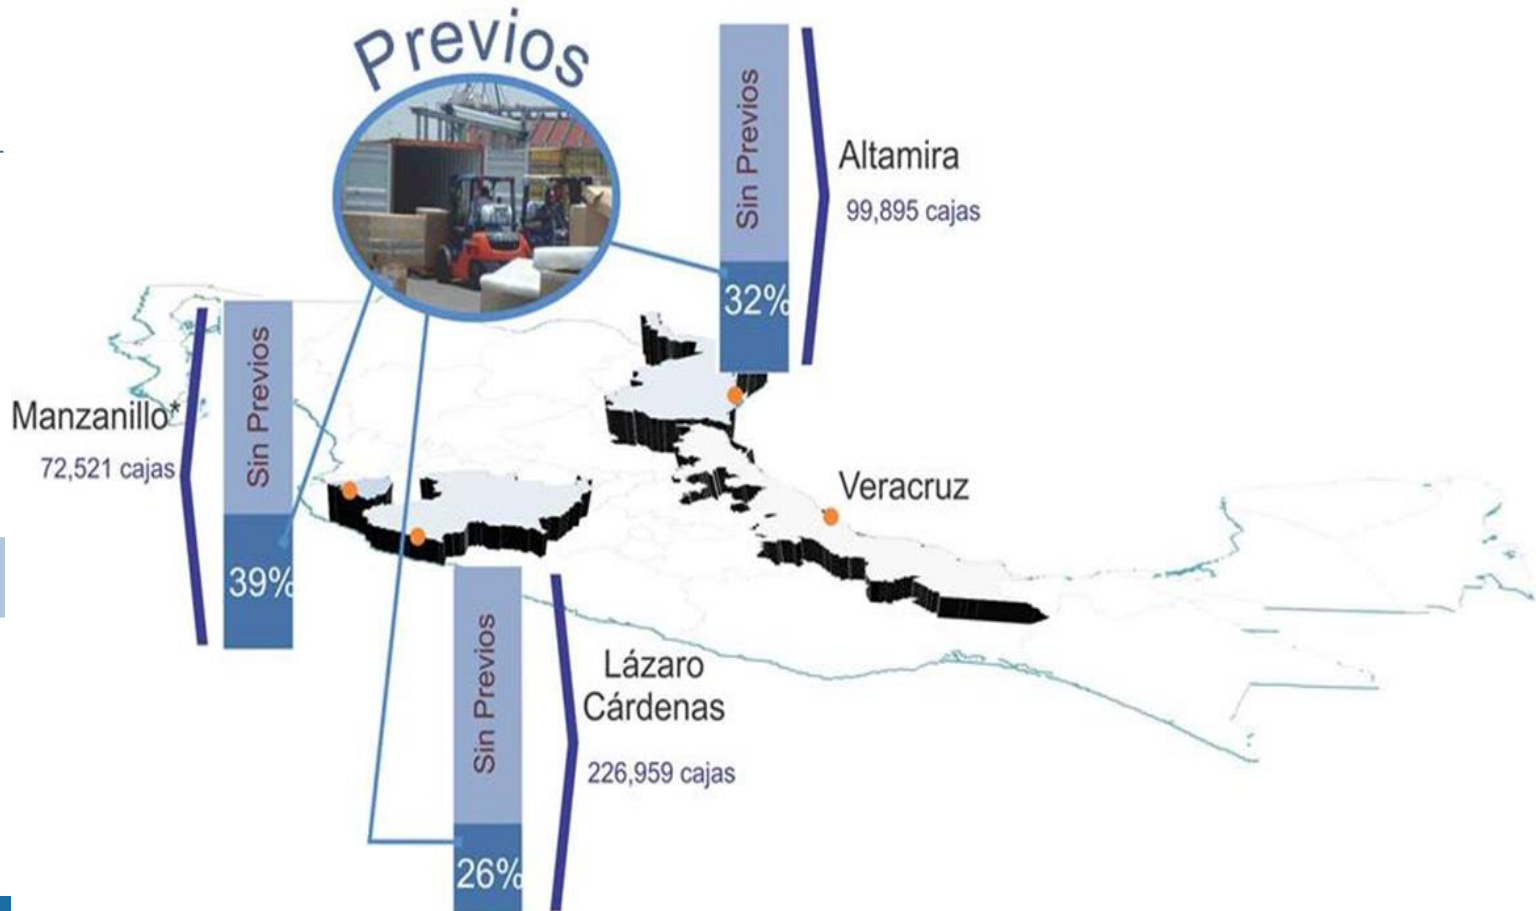 Previos
Sin Previos
32%
Altamira
99,895 cajas
Manzanillo*
72,521 cajas
Sin Previos
39%
Veracruz
Sin Previos
26%
Lázaro
Cárdenas
226,959 cajas